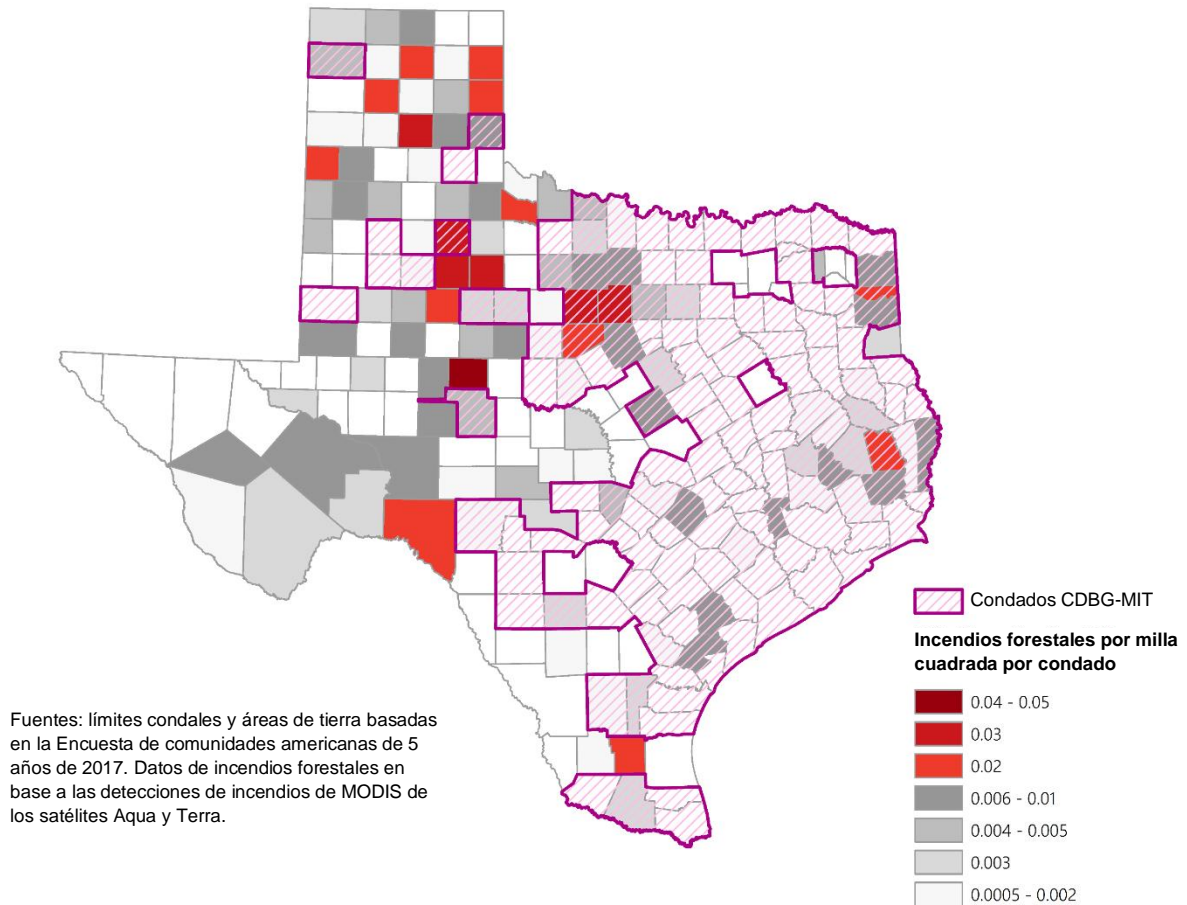 Condados CDBG-MIT
Incendios forestales por milla
cuadrada por condado
0.04 - 0.05
0.03
0.02
0.006 - 0.01
0.004 - 0.005
0.003
0.0005 - 0.002
Fuentes: límites condales y áreas de tierra basadas
en la Encuesta de comunidades americanas de 5
años de 2017. Datos de incendios forestales en
base a las detecciones de incendios de MODIS de
los satélites Aqua y Terra.